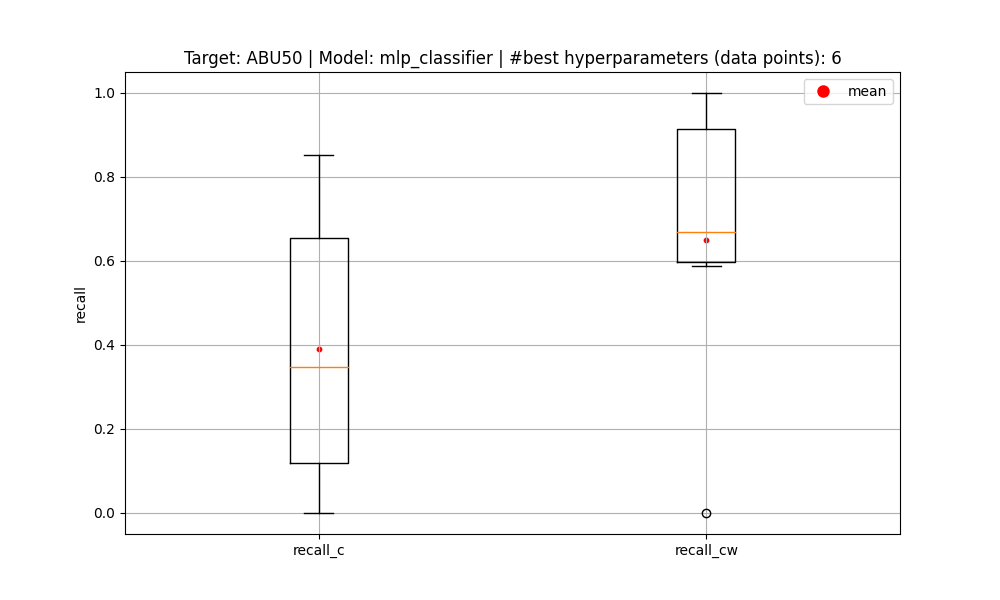 Target: ABU50 | Model: mlp_classifier | #best hyperparameters (data points): 6
mean
1.0
0.8
0.6
0.4
0.2
0.0
recall
recall_c
recall_cw